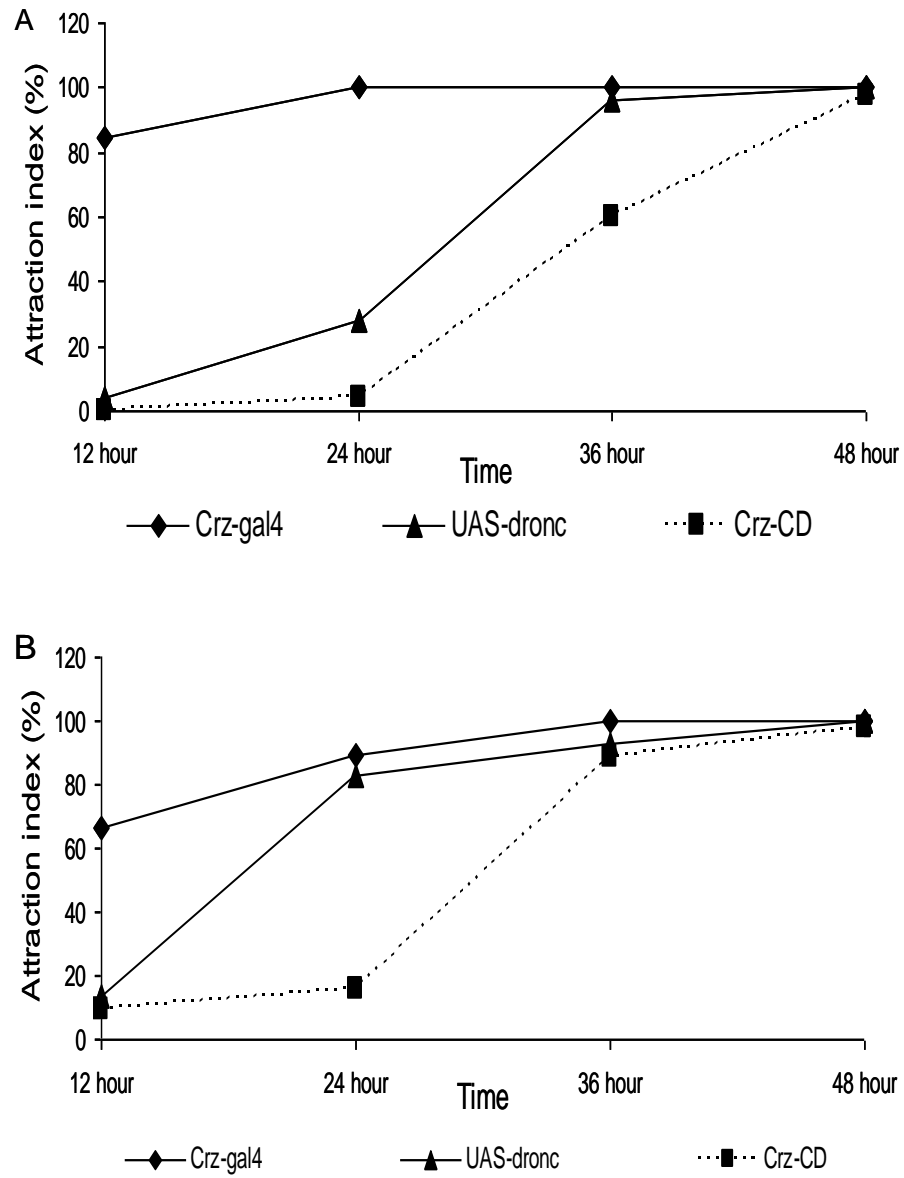 A
120
100
80
60
40
20
0
Attraction index (%)
12 hour 24 hour 36 hour 48 hour
Time
Crz-gal4 UAS-dronc Crz-CD
B
120
100
80
60
40
20
0
Attraction index (%)
12 hour 24 hour 36 hour 48 hour
Time
Crz-gal4 UAS-dronc Crz-CD